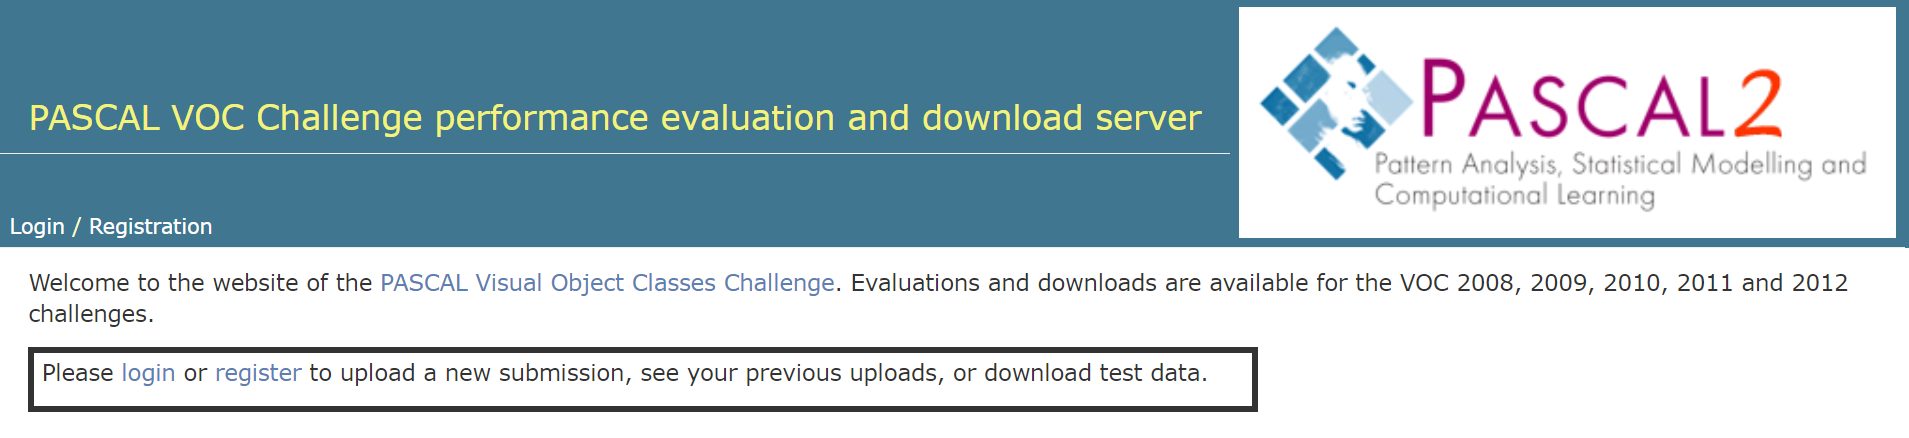 PASCAL VOC Challenge performance evaluation and download server
PASCAL2
Pattern Analysis, Statistical Modelling and
Computational Learning
Login / Registration
Welcome to the website of the PASCAL Visual Object Classes Challenge. Evaluations and downloads are available for the VOC 2008, 2009, 2010, 2011 and 2012
challenges.
Please login or register to upload a new submission, see your previous uploads, or download test data.